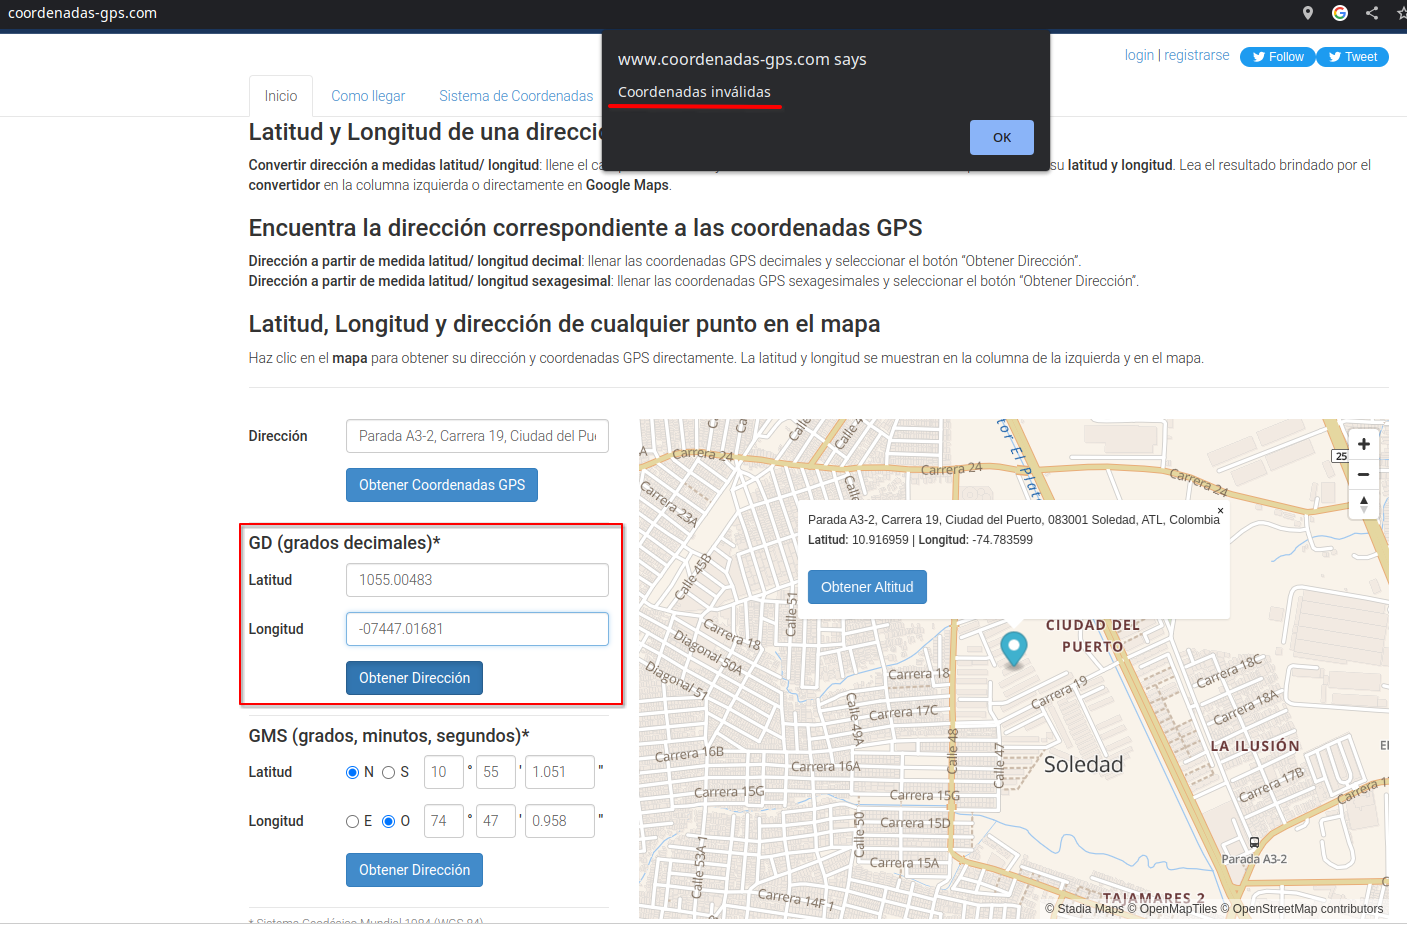 coordenadas-gps.com
www.coordenadas-gps.com says
Coordenadas inválidas
OK
login | registrarse
Follow
Tweet
Inicio
Como llegar
Sistema de Coordenadas
Latitud y Longitud de una direcci
Convertir dirección a medidas latitud/ longitud: llene el
su latitud y longitud. Lea el resultado brindado por el
convertidor en la columna izquierda o directamente en Google Maps.
Encuentra la dirección correspondiente a las coordenadas GPS
Dirección a partir de medida latitud/ longitud decimal: llenar las coordenadas GPS decimales y seleccionar el botón “Obtener Dirección”.
Dirección a partir de medida latitud/ longitud sexagesimal: llenar las coordenadas GPS sexagesimales y seleccionar el botón “Obtener Dirección”.
Latitud, Longitud y dirección de cualquier punto en el mapa
Haz clic en el mapa para obtener su dirección y coordenadas GPS directamente. La latitud y longitud se muestran en la columna de la izquierda y en el mapa.
Dirección
Parada A3-2, Carrera 19, Ciudad del Pu
Obtener Coordenadas GPS
GD (grados decimales)*
Latitud
1055.00483
Longitud
-07447.01681
Obtener Dirección
GMS (grados, minutos, segundos)*
Latitud N S 10 ° 55 ' 1.051 "
Longitud E O 74 ° 47 ' 0.958 "
Obtener Dirección
* Sistema Geodésico Mundial 1984 (WGS 84)
Parada A3-2, Carrera 19, Ciudad del Puerto, 083001 Soledad, ATL, Colombia
×
Latitud: 10.916959 | Longitud: -74.783599
Obtener Altitud
+
−
25
Carrera 24
Carrera 24
Carrera 24
Carrera 23A
Calle 45B
Calle 51
Carrera 18
Diagonal 50A
Diagonal 51
CIUDAD DEL
PUERTO
Carrera 18
Carrera 19
Carrera 18C
Carrera 18A
Carrera 17C
Calle 49A
Calle 48
Calle 47
LA ILUSIÓN
Carrera 16B
Carrera 16A
Soledad
Carrera 17B
Carrera 15G
Carrera 15G
Carrera 15D
Calle 50
Carrera 15A
Calle 53A 1
Carrera 14F 1
Parada A3-2
TAJAMARES 2
© Stadia Maps © OpenMapTiles © OpenStreetMap contributors